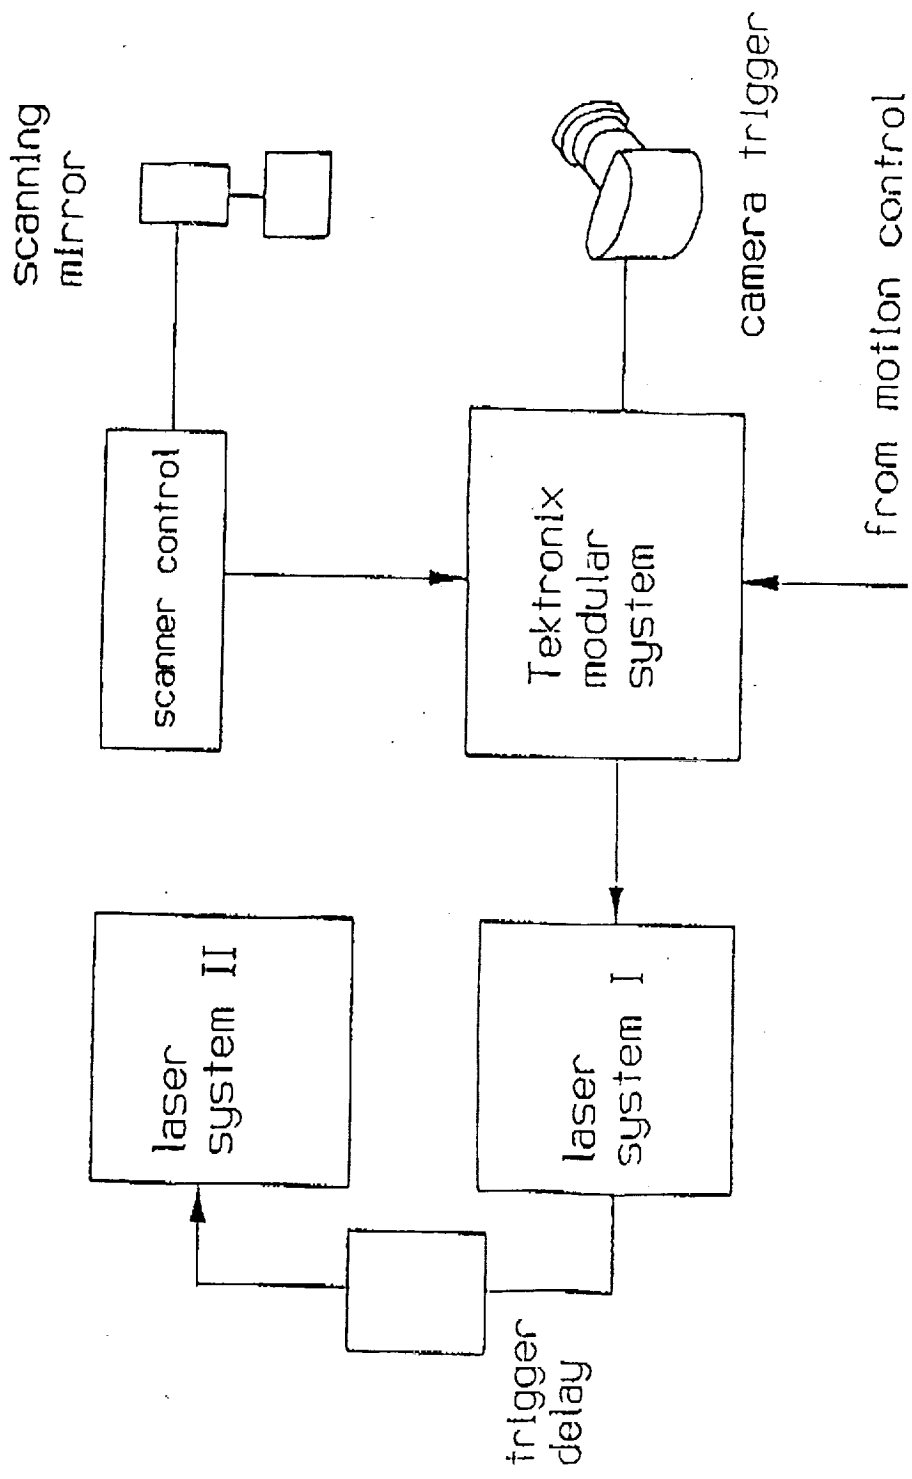 laser
system II
scanner control
scanning
mirror
trigger
delay
laser
system I
Tektronix
modular
system
camera trigger
from motion control